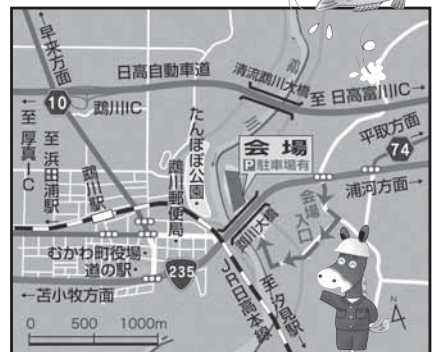 ←早来方面
日高自動車道
清流鵡川大橋
至 日高富川IC→
10
鵡川IC
←至 厚真IC
至 浜田浦駅←
鵡川駅
たんぽぽ公園・
鵡川郵便局・
鵡川
会場
P駐車場有
平取方面→
74
浦河方面→
会場入口
鵡川大橋
むかわ町役場・
道の駅・
235
←苫小牧方面
JR日高本線
至 汐見駅→
0 500 1000m
N